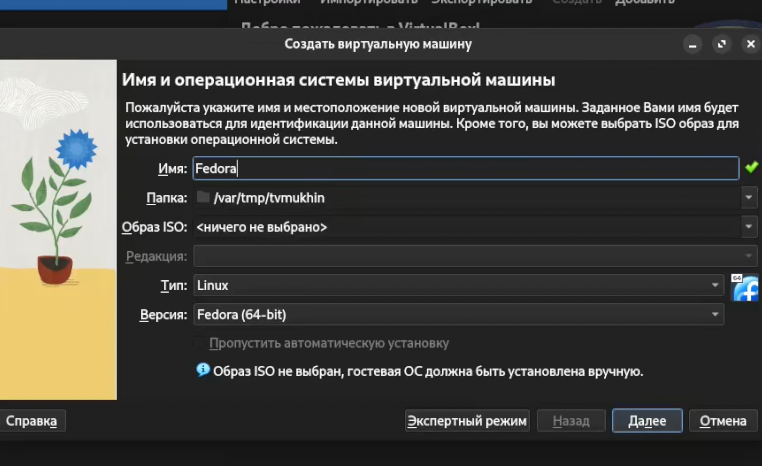 Настройки Импортировать Экспортировать Создать Добавить
Добро пожаловать в VirtualBox!
Создать виртуальную машину
Имя и операционная системы виртуальной машины
Пожалуйста укажите имя и местоположение новой виртуальной машины. Заданное Вами имя будет
использоваться для идентификации данной машины. Кроме того, вы можете выбрать ISO образ для
установки операционной системы.
Имя: Fedora
Папка: /var/tmp/tvmukhin
Образ ISO: <ничего не выбрано>
Редакция:
Тип: Linux
64
Версия: Fedora (64-bit)
Пропустить автоматическую установку
Образ ISO не выбран, гостевая ОС должна быть установлена вручную.
Справка Экспертный режим Назад Далее Отмена